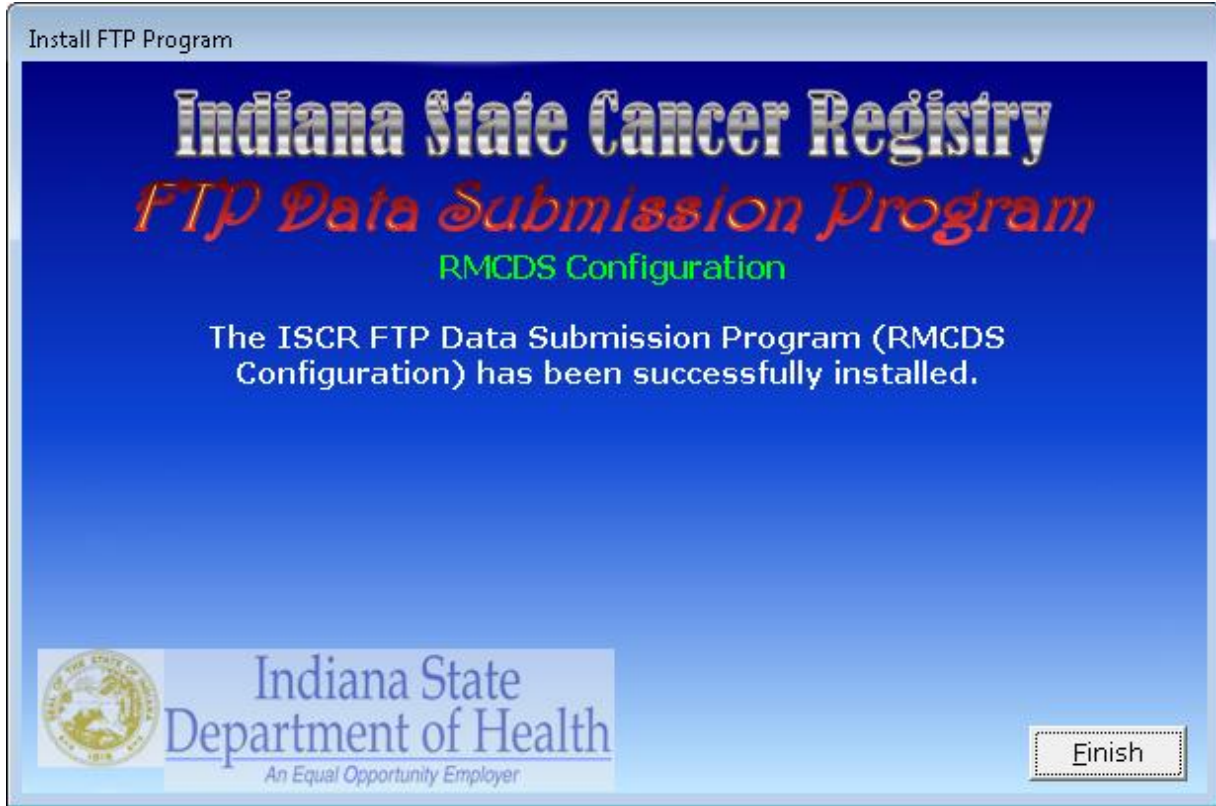 Install FTP Program
Indiana State Cancer Registry
FTP Data Submission Program
RMCDS Configuration
The ISCR FTP Data Submission Program (RMCDS
Configuration) has been successfully installed.
Indiana State
Department of Health
An Equal Opportunity Employer
Finish